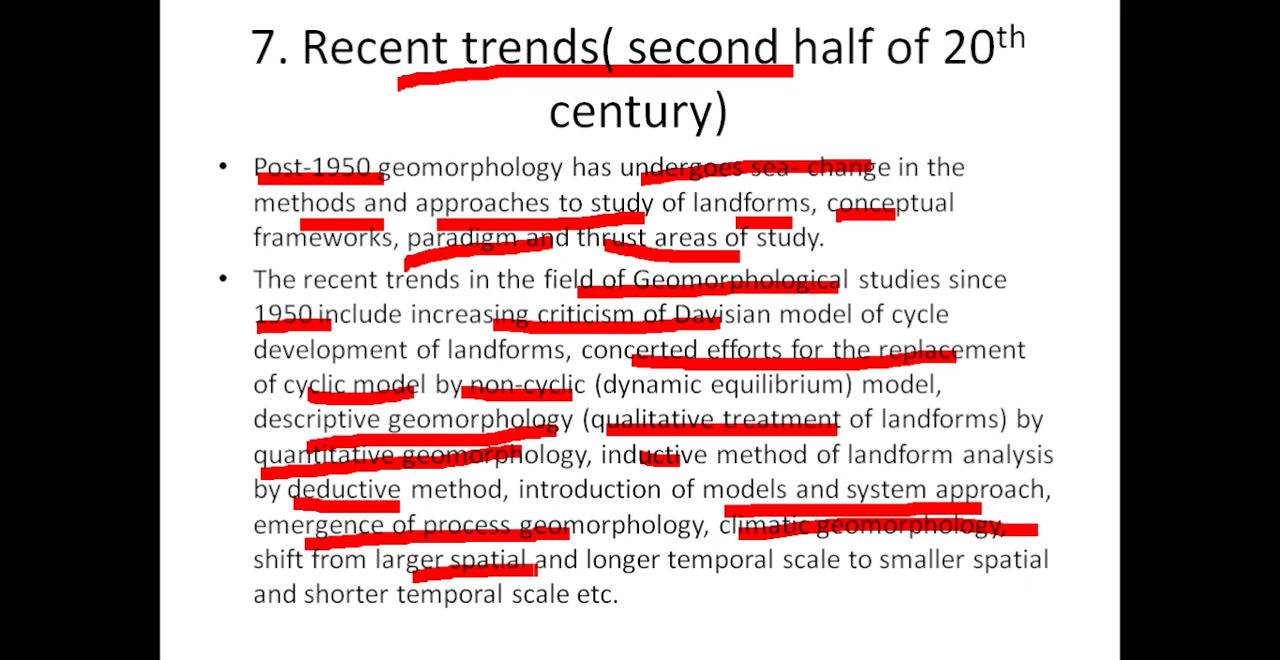 7. Recent trends( second half of 20th
century)
• Post-1950 geomorphology has undergoes sea- change in the
methods and approaches to study of landforms, conceptual
frameworks, paradigm and thrust areas of study.
• The recent trends in the field of Geomorphological studies since
1950 include increasing criticism of Davisian model of cycle
development of landforms, concerted efforts for the replacement
of cyclic model by non-cyclic (dynamic equilibrium) model,
descriptive geomorphology (qualitative treatment of landforms) by
quantitative geomorphology, inductive method of landform analysis
by deductive method, introduction of models and system approach,
emergence of process geomorphology, climatic geomorphology,
shift from larger spatial and longer temporal scale to smaller spatial
and shorter temporal scale etc.